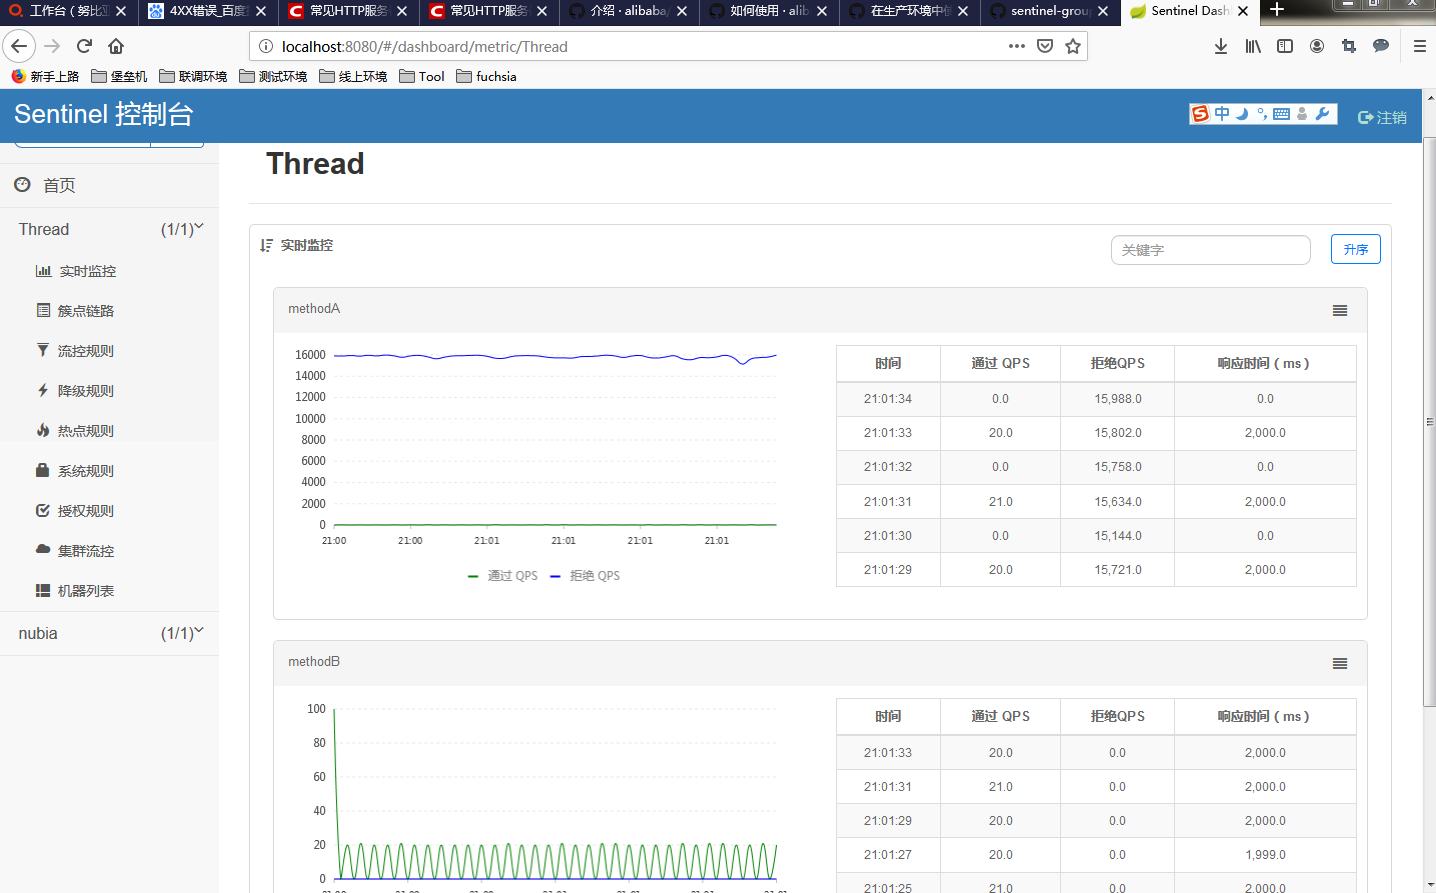 工作台（努比亚
4XX错误_百度
常见HTTP服务
常见HTTP服务
介绍 · alibaba/
如何使用 · alib
在生产环境中使
sentinel-grou
Sentinel Dash
localhost:8080/#/dashboard/metric/Thread
新手上路
堡垒机
联调环境
测试环境
线上环境
Tool
fuchsia
Sentinel 控制台
中
注销
首页
Thread (1/1)
实时监控
簇点链路
流控规则
降级规则
热点规则
系统规则
授权规则
集群流控
机器列表
nubia (1/1)
Thread
实时监控
关键字
升序
methodA
16000
14000
12000
10000
8000
6000
4000
2000
0
21:00 21:00 21:01 21:01 21:01 21:01
通过 QPS 拒绝 QPS
时间 通过 QPS 拒绝QPS 响应时间（ms）
21:01:34 0.0 15,988.0 0.0
21:01:33 20.0 15,802.0 2,000.0
21:01:32 0.0 15,758.0 0.0
21:01:31 21.0 15,634.0 2,000.0
21:01:30 0.0 15,144.0 0.0
21:01:29 20.0 15,721.0 2,000.0
methodB
100
80
60
40
20
0
21:00 21:00 21:01 21:01 21:01 21:01 21:01
时间 通过 QPS 拒绝QPS 响应时间（ms）
21:01:33 20.0 0.0 2,000.0
21:01:31 21.0 0.0 2,000.0
21:01:29 20.0 0.0 2,000.0
21:01:27 20.0 0.0 1,999.0
21:01:25 21.0 0.0 2,000.0